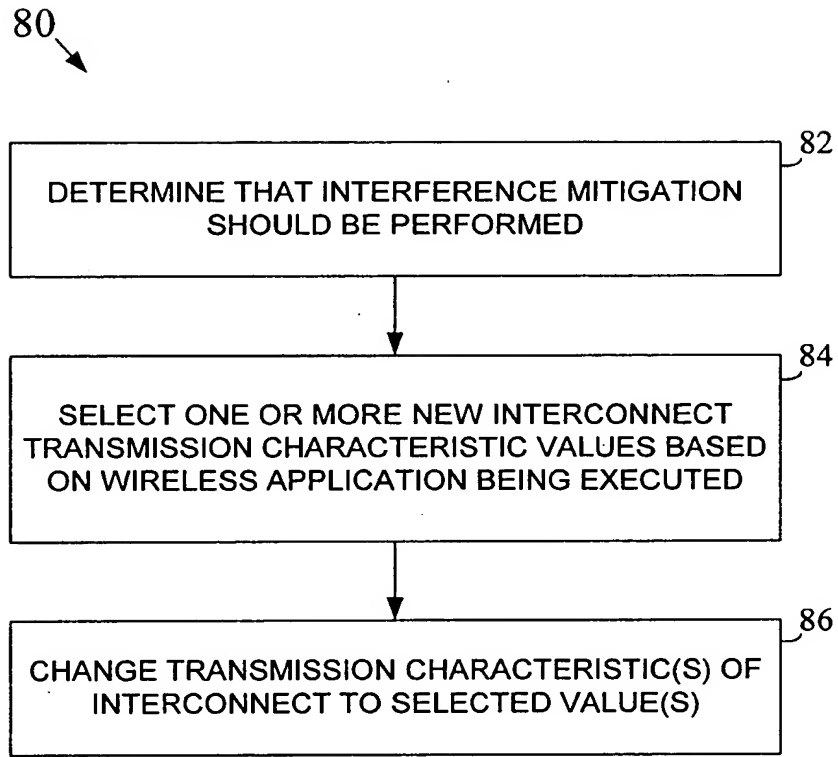 80
82
DETERMINE THAT INTERFERENCE MITIGATION
SHOULD BE PERFORMED
84
SELECT ONE OR MORE NEW INTERCONNECT
TRANSMISSION CHARACTERISTIC VALUES BASED
ON WIRELESS APPLICATION BEING EXECUTED
86
CHANGE TRANSMISSION CHARACTERISTIC(S) OF
INTERCONNECT TO SELECTED VALUE(S)